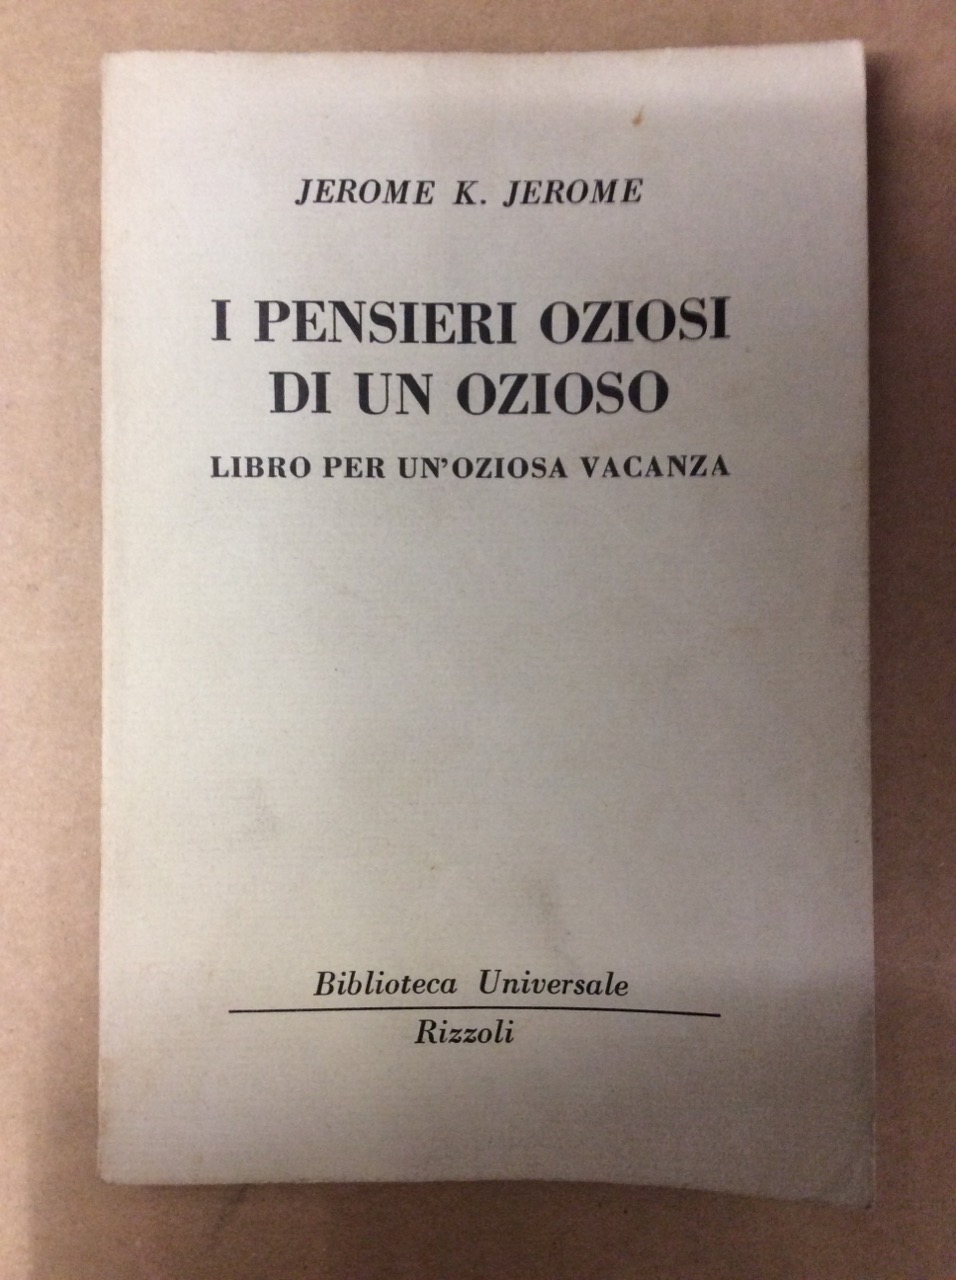 JEROME K. JEROME
I PENSIERI OZIOSI
DI UN OZIOSO
LIBRO PER UN'OZIOSA VACANZA
Biblioteca Universale
Rizzoli